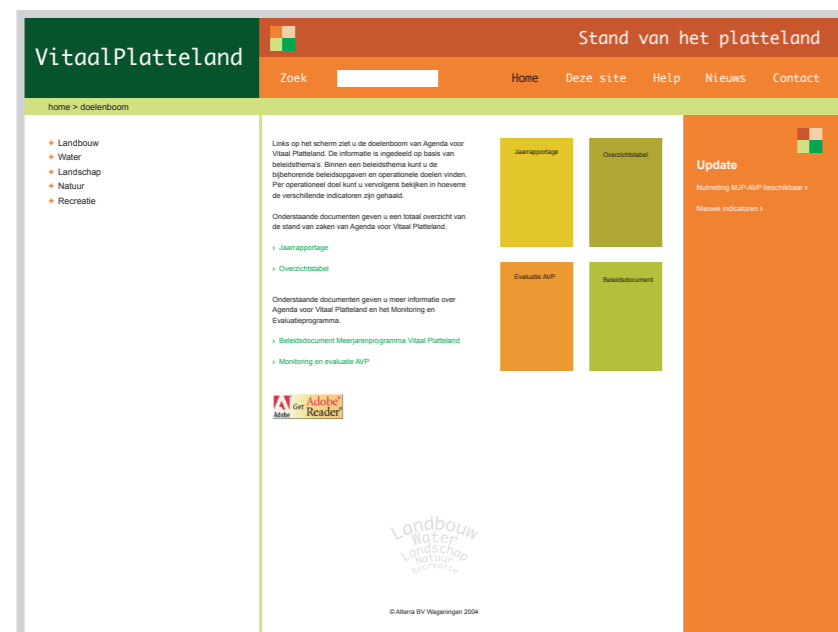 VitaalPlatteland
Stand van het platteland
Zoek
Home Deze site Help Nieuws Contact
home > doelenboom
+ Landbouw
+ Water
+ Landschap
+ Natuur
+ Recreatie
Links op het scherm ziet u de doelenboom van Agenda voor
Vitaal Platteland. De informatie is ingedeeld op basis van
beleidsthema's. Binnen een beleidsthema kunt u de
bijbehorende beleidsopgaven en operationele doelen vinden.
Per operationeel doel kunt u vervolgens bekijken in hoeverre
de verschillende indicatoren zijn gehaald.
Onderstaande documenten geven u een totaal overzicht van
de stand van zaken van Agenda voor Vitaal Platteland.
› Jaarrapportage
› Overzichtstabel
Onderstaande documenten geven u meer informatie over
Agenda voor Vitaal Platteland en het Monitoring en
Evaluatieprogramma.
› Beleidsdocument Meerjarenprogramma Vitaal Platteland
› Monitoring en evaluatie AVP
Adobe
Get Adobe®
Reader®
Jaarrapportage
Overzichtstabel
Evaluatie AVP
Beleidsdocument
Update
Nulmeting MJP-AVP beschikbaar ›
Nieuwe indicatoren ›
Landbouw
Water
Landschap
Natuur
Recreatie
© Alterra BV Wageningen 2004